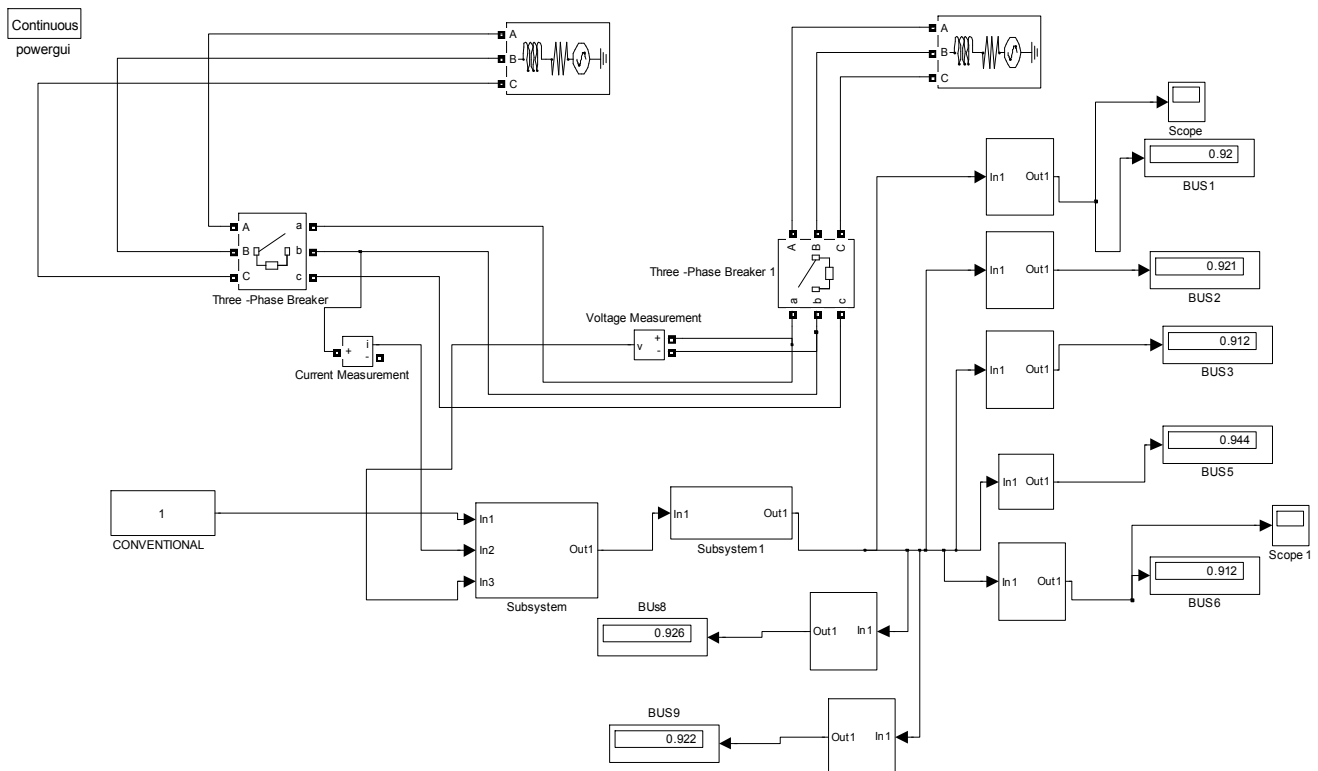 Continuous
powergui
A
B
C
A
B
C
Scope
0.92
BUS1
In1
Out1
A
B
C
a
b
c
Three -Phase Breaker
A
B
C
a
b
c
Three -Phase Breaker 1
In1
Out1
0.921
BUS2
Voltage Measurement
v
+
-
i
+
-
Current Measurement
In1
Out1
0.912
BUS3
In1
Out1
0.944
BUS5
1
CONVENTIONAL
In1
In2
In3
Out1
Subsystem
In1
Out1
Subsystem 1
Scope 1
In1
Out1
0.912
BUS6
BUs8
0.926
Out1
In1
BUS9
0.922
Out1
In1